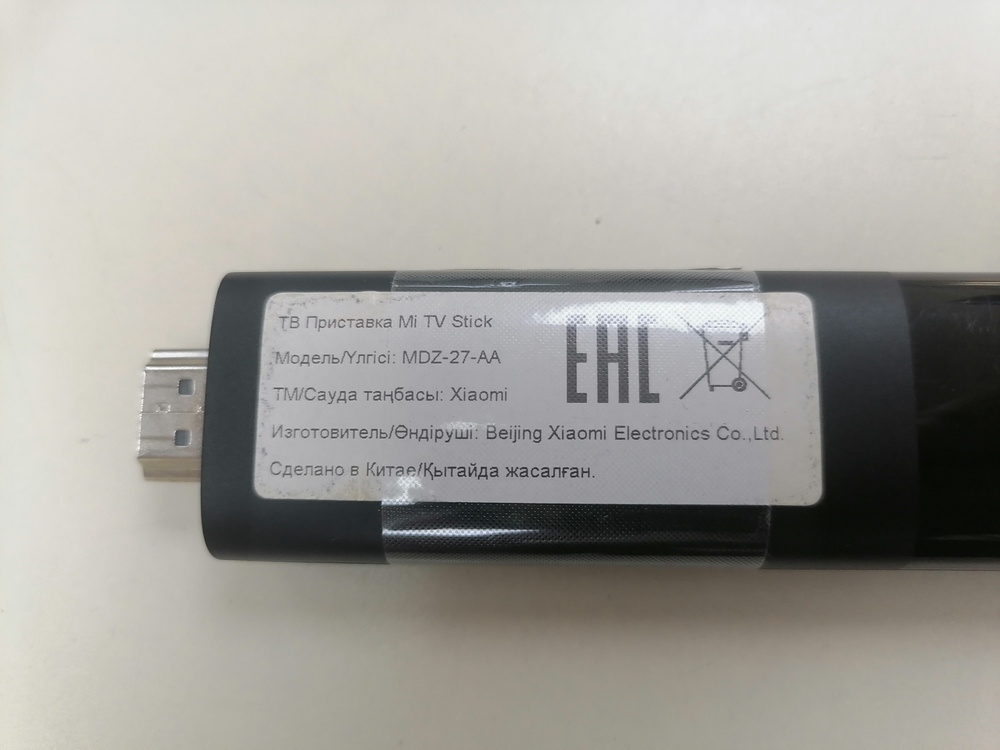 ТВ Приставка Mi TV Stick
Модель/Үлгісі: MDZ-27-AA
ТМ/Сауда таңбасы: Xiaomi
Изготовитель/Өндіруші: Beijing Xiaomi Electronics Co.,Ltd.
Сделано в Китае/Қытайда жасалған.
EAC